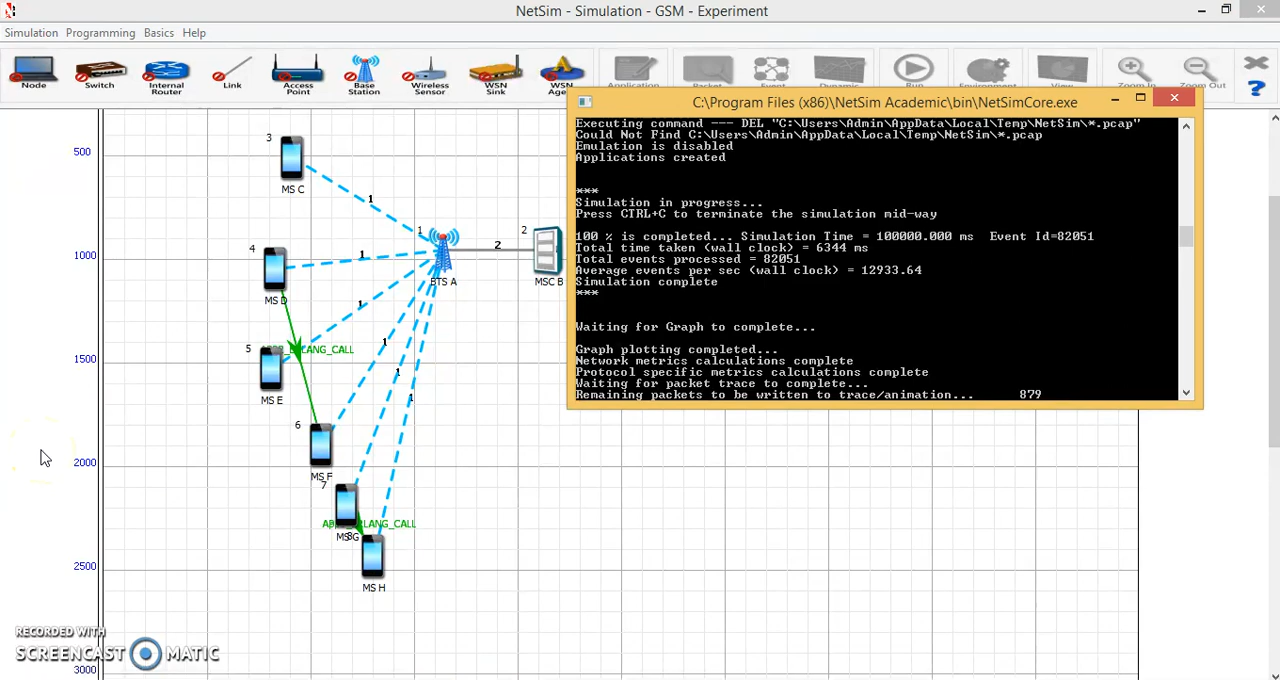 NetSim - Simulation - GSM - Experiment
Simulation Programming Basics Help
Node
Switch
Internal Router
Link
Access Point
Base Station
Wireless Sensor
WSN Sink
WSN
Zoom Out
C:\Program Files (x86)\NetSim Academic\bin\NetSimCore.exe
Executing command --- DEL "C:\Users\Admin\AppData\Local\Temp\NetSim\*.pcap"
Could Not Find C:\Users\Admin\AppData\Local\Temp\NetSim\*.pcap
Emulation is disabled
Applications created
***
Simulation in progress...
Press CTRL+C to terminate the simulation mid-way
100 % is completed... Simulation Time = 100000.000 ms Event Id=82051
Total time taken (wall clock) = 6344 ms
Total events processed = 82051
Average events per sec (wall clock) = 12933.64
Simulation complete
***
Waiting for Graph to complete...
Graph plotting completed...
Network metrics calculations complete
Protocol specific metrics calculations complete
Waiting for packet trace to complete...
Remaining packets to be written to trace/animation... 879
500
1000
1500
2000
2500
3000
3
MS C
1
4
MS D
1
1
BTS A
2
2
MSC B
5
MS E
1
LANG_CALL
6
MS F
1
7
MS G
1
LANG_CALL
8
MS H
1
RECORDED WITH
SCREENCAST MATIC